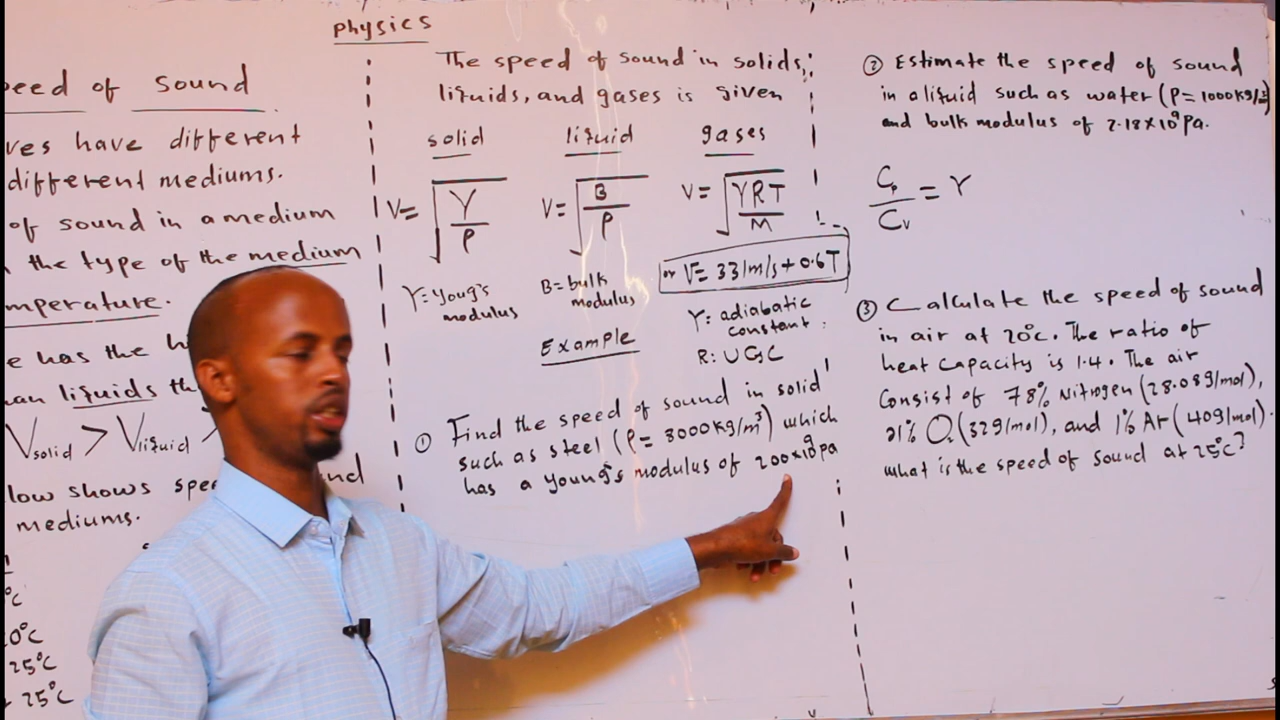 Physics
eed of sound
ves have different
different mediums.
of sound in a medium
the type of the medium
mperature.
e has the h
an liquids th
Vsolid > Vliquid >
low shows spe nd
mediums.
°C
0°C
25°C
25°C
The speed of sound in solids,
liquids, and gases is given
solid liquid gases
V= √(Y/ρ) V= √(B/ρ) V= √(γRT/M)
or V= 331m/s + 0.6T
Y= Youg's modulus
B= bulk modulus
γ: adiabatic constant.
R: UGC
Example
① Find the speed of sound in solid
such as steel (ρ= 8000kg/m³) which
has a young's modulus of 200×10⁹pa
② Estimate the speed of sound
in a liquid such as water (ρ= 1000kg/m³)
and bulk modulus of 2.18×10⁹pa.
Cp/Cv = γ
③ Calculate the speed of sound
in air at 20°C. The ratio of
heat capacity is 1.4. The air
Consist of 78% Nitrogen (28.08g/mol),
21% O₂ (32g/mol), and 1% Ar (40g/mol).
what is the speed of sound at 25°C?